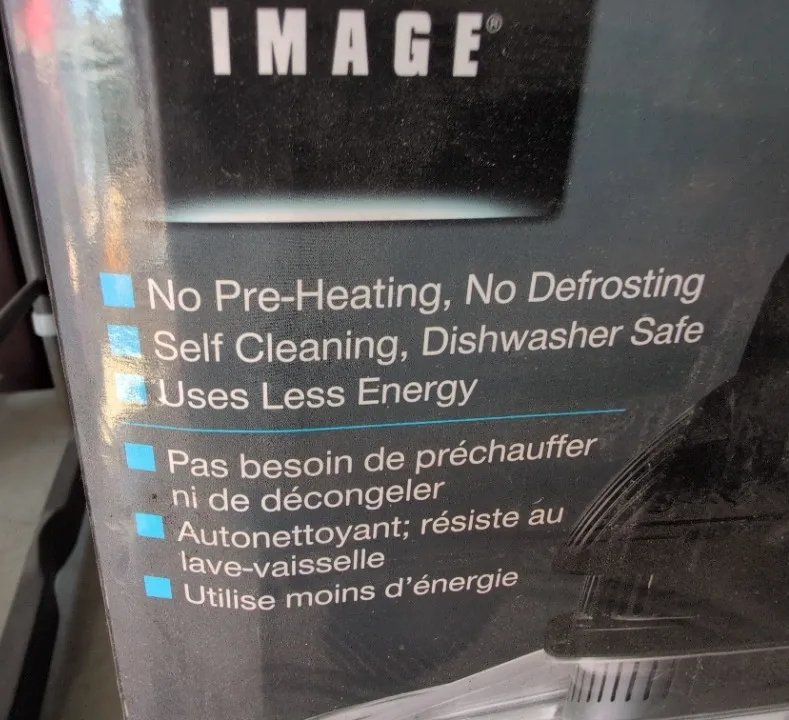 IMAGE®
No Pre-Heating, No Defrosting
Self Cleaning, Dishwasher Safe
Uses Less Energy
Pas besoin de préchauffer
ni de décongeler
Autonettoyant; résiste au
lave-vaisselle
Utilise moins d'énergie